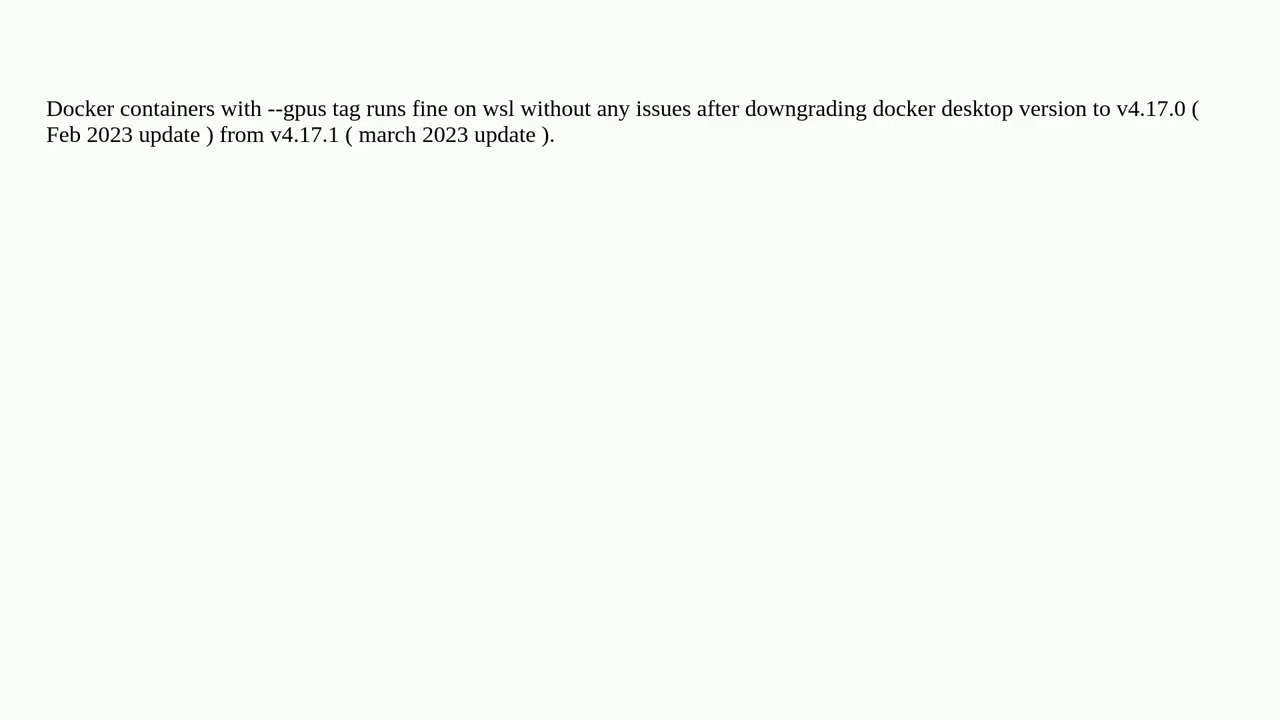 Docker containers with --gpus tag runs fine on wsl without any issues after downgrading docker desktop version to v4.17.0 (
Feb 2023 update ) from v4.17.1 ( march 2023 update ).